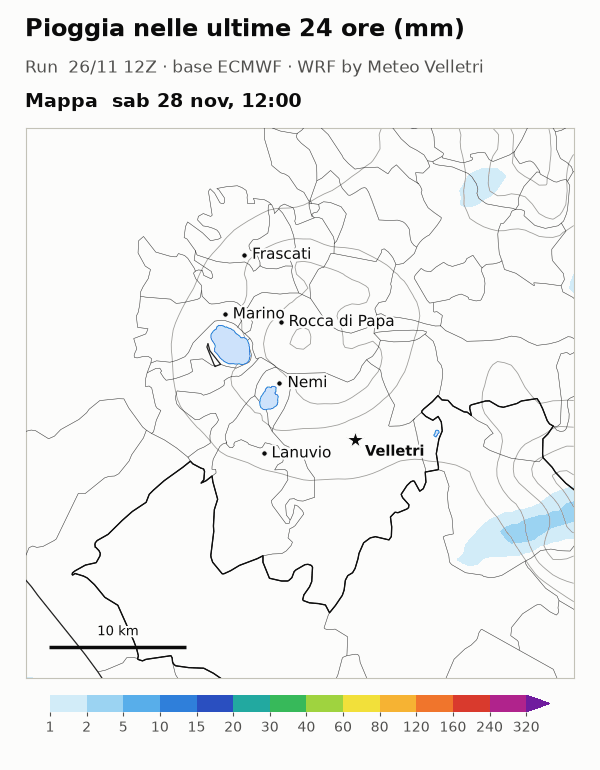 Pioggia nelle ultime 24 ore (mm)
Run 26/11 12Z · base ECMWF · WRF by Meteo Velletri
Mappa sab 28 nov, 12:00
Frascati
Marino
Rocca di Papa
Nemi
Velletri
Lanuvio
10 km
1 2 5 10 15 20 30 40 60 80 120 160 240 320